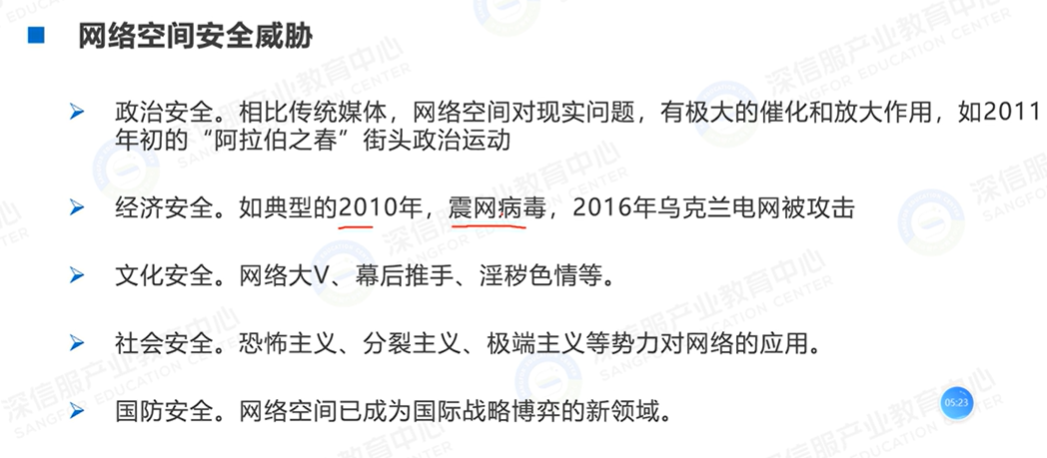 网络空间安全威胁
政治安全。相比传统媒体，网络空间对现实问题，有极大的催化和放大作用，如2011
年初的“阿拉伯之春”街头政治运动
经济安全。如典型的2010年，震网病毒，2016年乌克兰电网被攻击
文化安全。网络大V、幕后推手、淫秽色情等。
社会安全。恐怖主义、分裂主义、极端主义等势力对网络的应用。
国防安全。网络空间已成为国际战略博弈的新领域。
05:23
深信服产业教育中心
SANGFOR EDUCATION CENTER